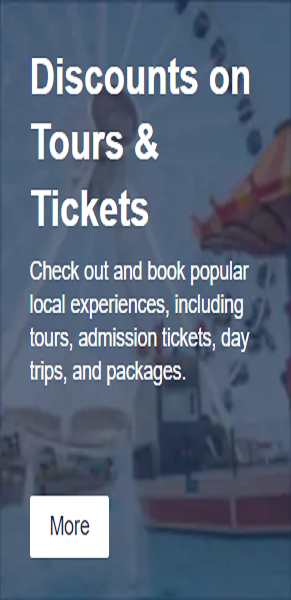 Discounts on
Tours &
Tickets
Check out and book popular
local experiences, including
tours, admission tickets, day
trips, and packages.
More